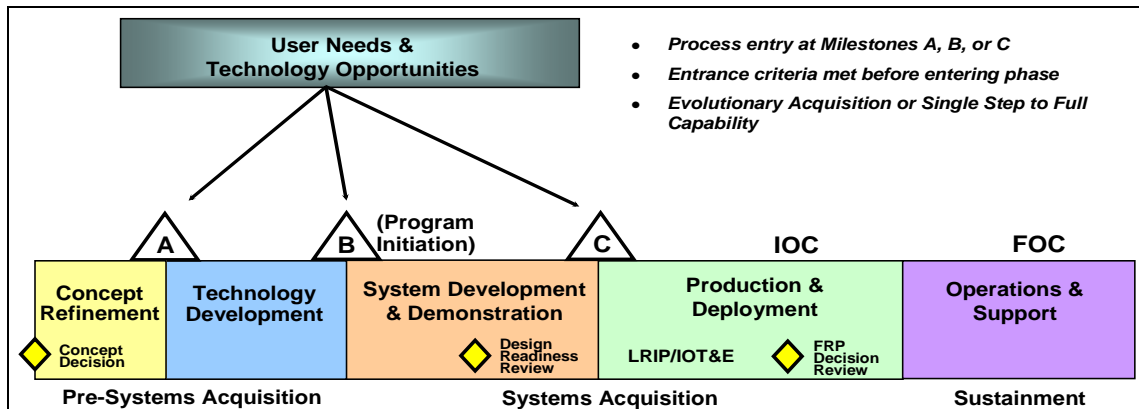 User Needs &
Technology Opportunities
• Process entry at Milestones A, B, or C
• Entrance criteria met before entering phase
• Evolutionary Acquisition or Single Step to Full
Capability
A
B
(Program
Initiation)
C
IOC
FOC
Concept
Refinement
Technology
Development
System Development
& Demonstration
Production &
Deployment
Operations &
Support
Concept
Decision
Design
Readiness
Review
LRIP/IOT&E
FRP
Decision
Review
Pre-Systems Acquisition
Systems Acquisition
Sustainment